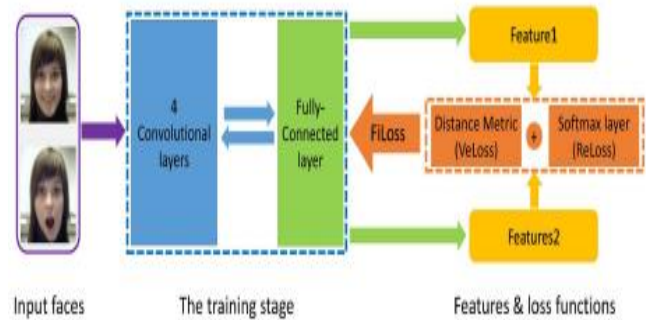 Feature1
4
Convolutional
layers
Fully-
Connected
layer
FiLoss
Distance Metric
(VeLoss)
+
Softmax layer
(ReLoss)
Features2
Input faces
The training stage
Features & loss functions